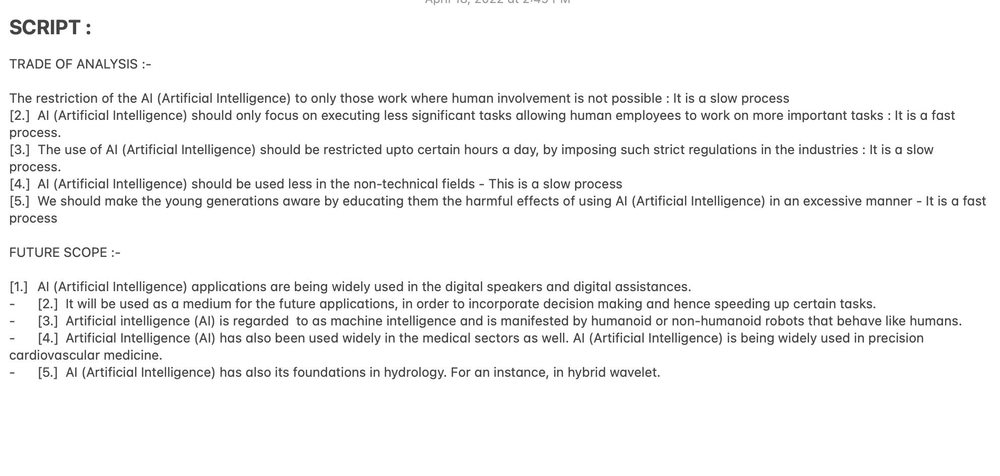 April 18, 2022 at 2:45 PM
SCRIPT :
TRADE OF ANALYSIS :-
The restriction of the AI (Artificial Intelligence) to only those work where human involvement is not possible : It is a slow process
[2.] AI (Artificial Intelligence) should only focus on executing less significant tasks allowing human employees to work on more important tasks : It is a fast
process.
[3.] The use of AI (Artificial Intelligence) should be restricted upto certain hours a day, by imposing such strict regulations in the industries : It is a slow
process.
[4.] AI (Artificial Intelligence) should be used less in the non-technical fields - This is a slow process
[5.] We should make the young generations aware by educating them the harmful effects of using AI (Artificial Intelligence) in an excessive manner - It is a fast
process
FUTURE SCOPE :-
[1.] AI (Artificial Intelligence) applications are being widely used in the digital speakers and digital assistances.
- [2.] It will be used as a medium for the future applications, in order to incorporate decision making and hence speeding up certain tasks.
- [3.] Artificial intelligence (AI) is regarded  to as machine intelligence and is manifested by humanoid or non-humanoid robots that behave like humans.
- [4.] Artificial Intelligence (AI) has also been used widely in the medical sectors as well. AI (Artificial Intelligence) is being widely used in precision
cardiovascular medicine.
- [5.] AI (Artificial Intelligence) has also its foundations in hydrology. For an instance, in hybrid wavelet.